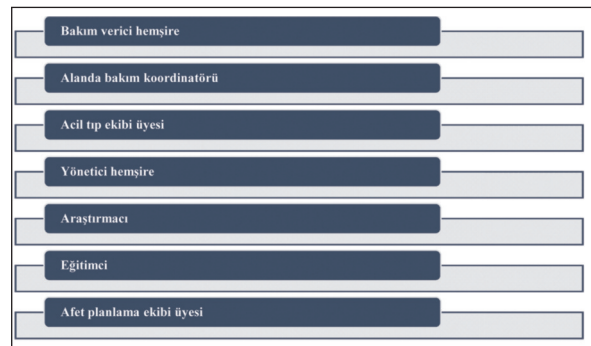 Bakım verici hemşire
Alanda bakım koordinatörü
Acil tıp ekibi üyesi
Yönetici hemşire
Araştırmacı
Eğitimci
Afet planlama ekibi üyesi